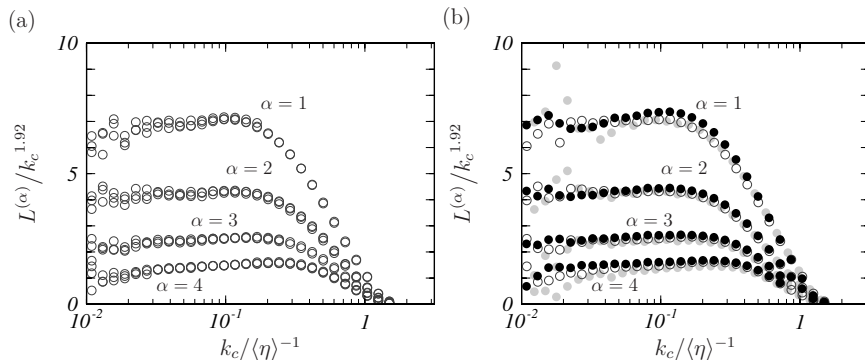 (a)
10
5
0
L^{(α)}/k_c^{1.92}
α = 1
α = 2
α = 3
α = 4
10^{-2}
10^{-1}
1
k_c/⟨η⟩^{-1}
(b)
10
5
0
L^{(α)}/k_c^{1.92}
α = 1
α = 2
α = 3
α = 4
10^{-2}
10^{-1}
1
k_c/⟨η⟩^{-1}